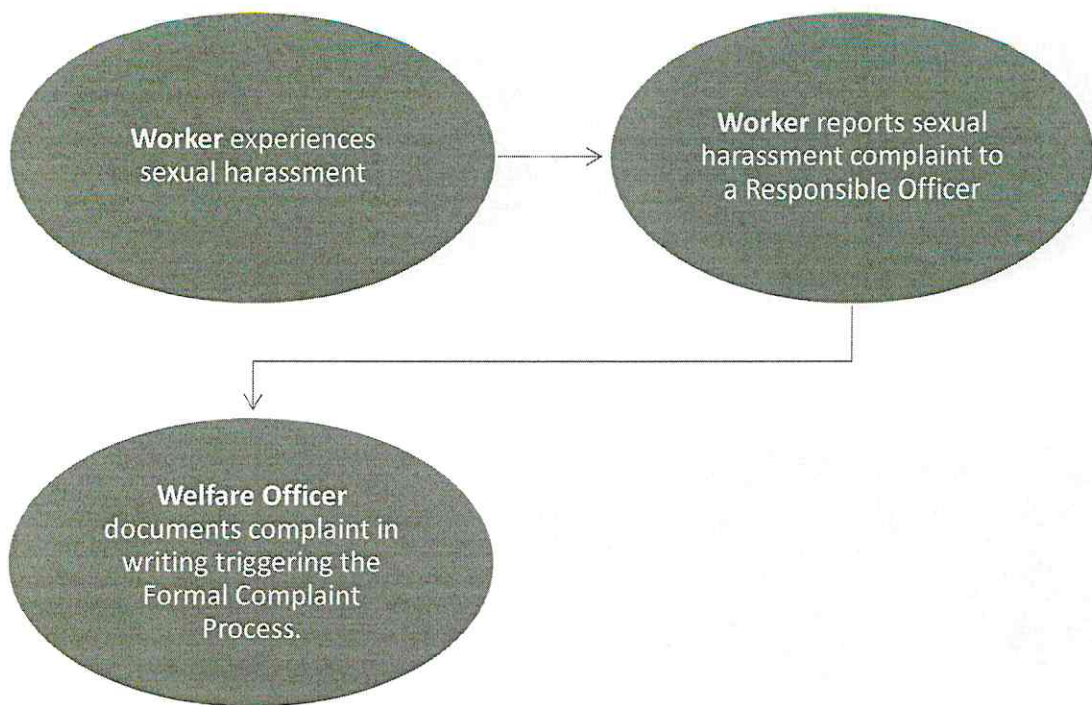 Worker experiences
sexual harassment
Worker reports sexual
harassment complaint to
a Responsible Officer
Welfare Officer
documents complaint in
writing triggering the
Formal Complaint
Process.